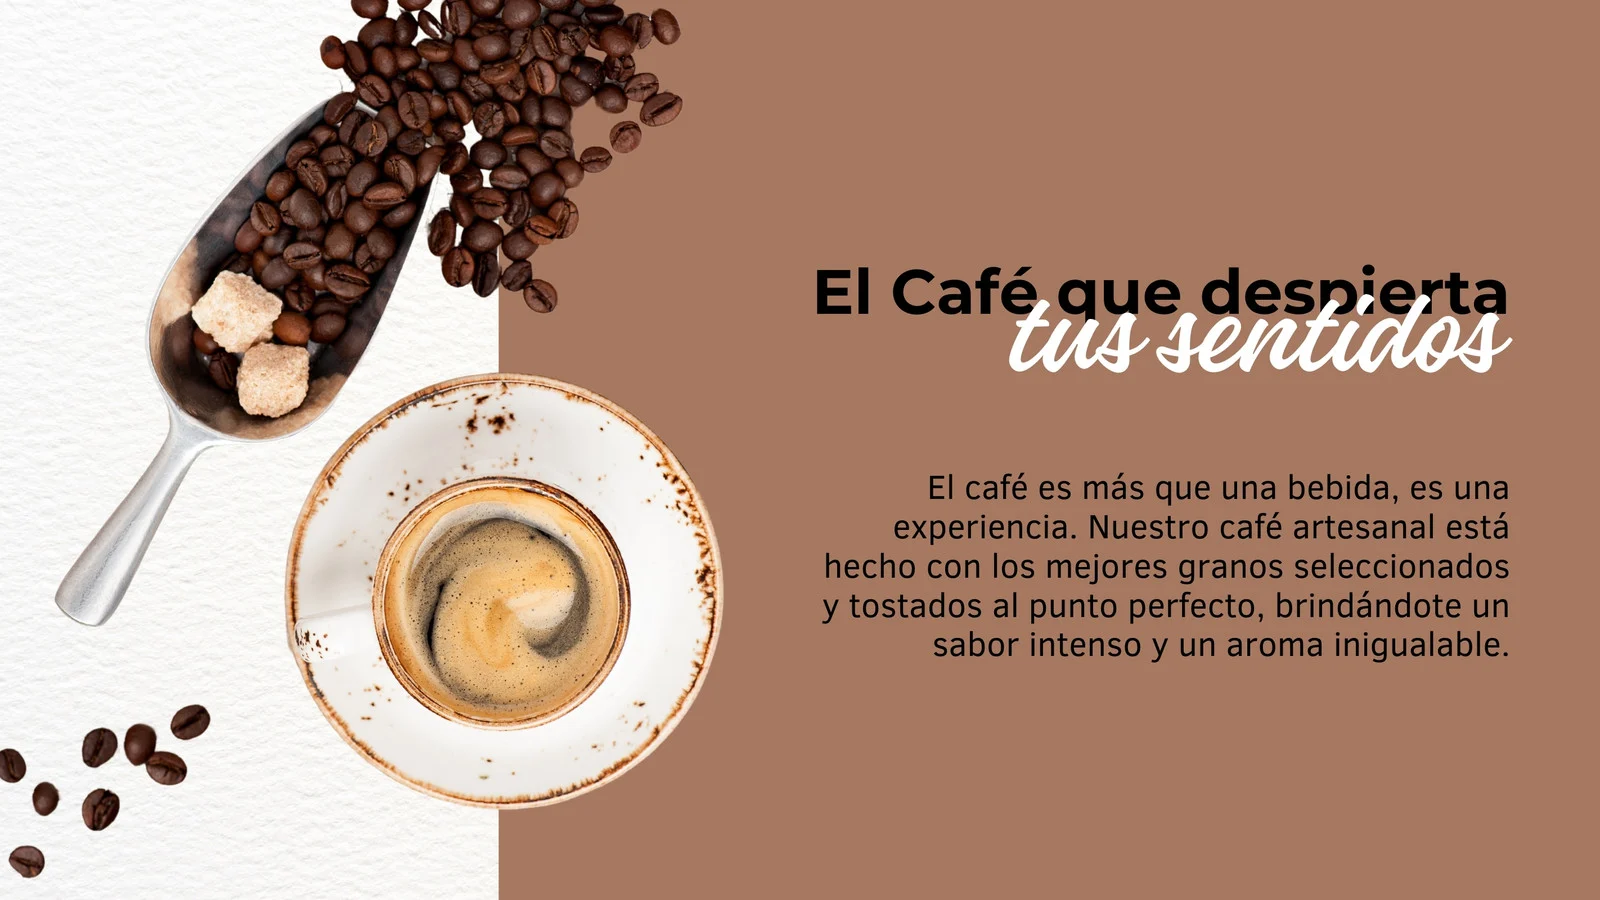 El Café que despierta
tus sentidos
El café es más que una bebida, es una
experiencia. Nuestro café artesanal está
hecho con los mejores granos seleccionados
y tostados al punto perfecto, brindándote un
sabor intenso y un aroma inigualable.